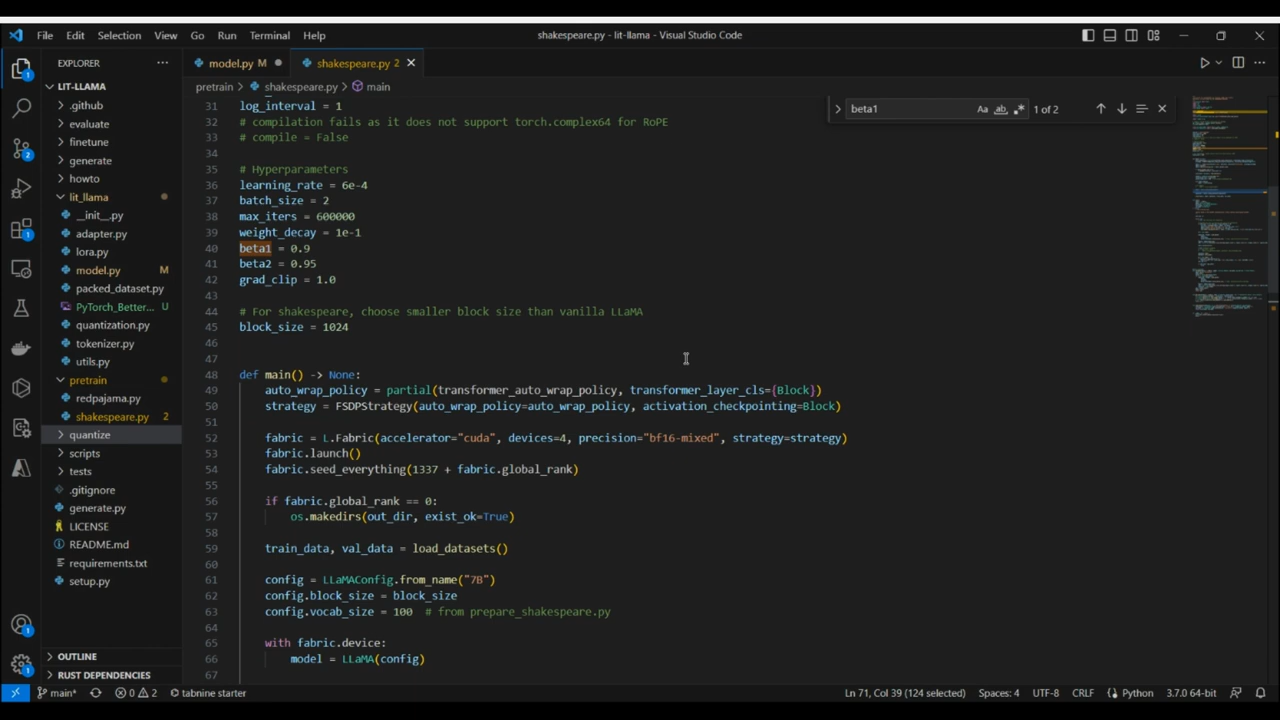 File Edit Selection View Go Run Terminal Help
shakespeare.py - lit-llama - Visual Studio Code
EXPLORER
model.py M
shakespeare.py 2
pretrain > shakespeare.py > main
beta1
Aa ab 1 of 2
LIT-LLAMA
.github
evaluate
finetune
generate
howto
lit_llama
__init__.py
adapter.py
lora.py
model.py M
packed_dataset.py
PyTorch_Better... U
quantization.py
tokenizer.py
utils.py
pretrain
redpajama.py
shakespeare.py 2
quantize
scripts
tests
.gitignore
generate.py
LICENSE
README.md
requirements.txt
setup.py
OUTLINE
RUST DEPENDENCIES
31 log_interval = 1
32 # compilation fails as it does not support torch.complex64 for RoPE
33 # compile = False
34
35 # Hyperparameters
36 learning_rate = 6e-4
37 batch_size = 2
38 max_iters = 600000
39 weight_decay = 1e-1
40 beta1 = 0.9
41 beta2 = 0.95
42 grad_clip = 1.0
43
44 # For shakespeare, choose smaller block size than vanilla LLaMA
45 block_size = 1024
46
47
48 def main() -> None:
49 auto_wrap_policy = partial(transformer_auto_wrap_policy, transformer_layer_cls={Block})
50 strategy = FSDPStrategy(auto_wrap_policy=auto_wrap_policy, activation_checkpointing=Block)
51
52 fabric = L.Fabric(accelerator="cuda", devices=4, precision="bf16-mixed", strategy=strategy)
53 fabric.launch()
54 fabric.seed_everything(1337 + fabric.global_rank)
55
56 if fabric.global_rank == 0:
57 os.makedirs(out_dir, exist_ok=True)
58
59 train_data, val_data = load_datasets()
60
61 config = LLaMAConfig.from_name("7B")
62 config.block_size = block_size
63 config.vocab_size = 100 # from prepare_shakespeare.py
64
65 with fabric.device:
66 model = LLaMA(config)
67
main* 0 2 tabnine starter
Ln 71, Col 39 (124 selected) Spaces: 4 UTF-8 CRLF Python 3.7.0 64-bit